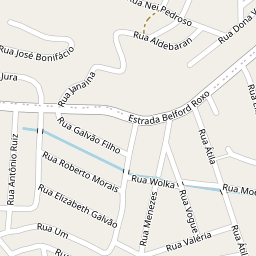 Rua Nei Pedroso
Rua Dona V
Rua Aldebaran
Rua José Bonifácio
Jura
Rua Janaína
Estrada Belford Roxo
Rua Galvão Filho
Rua Átila
Rua Antônio Ruiz
Rua Roberto Morais
Rua Wolka
Rua Moe
Rua Elizabeth Galvão
Rua Menezes
Rua Vogue
Rua Um
Rua Valéria
Rua Átil